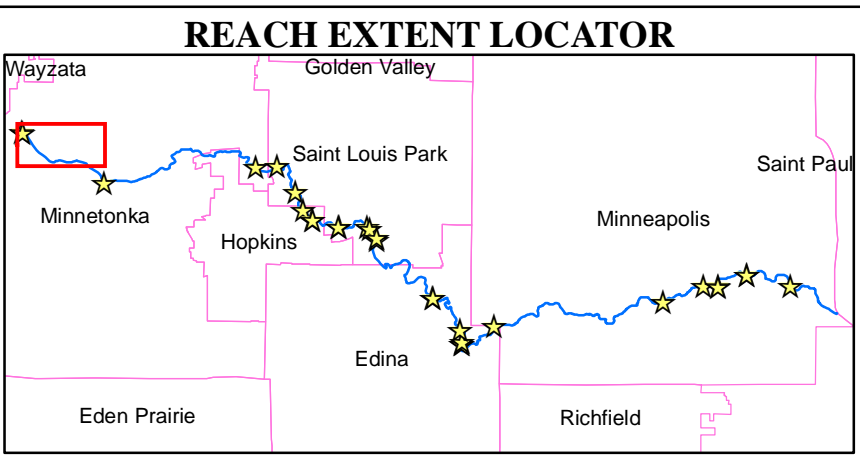 REACH EXTENT LOCATOR
Wayzata
Golden Valley
Saint Louis Park
Saint Paul
Minnetonka
Minneapolis
Hopkins
Edina
Eden Prairie
Richfield